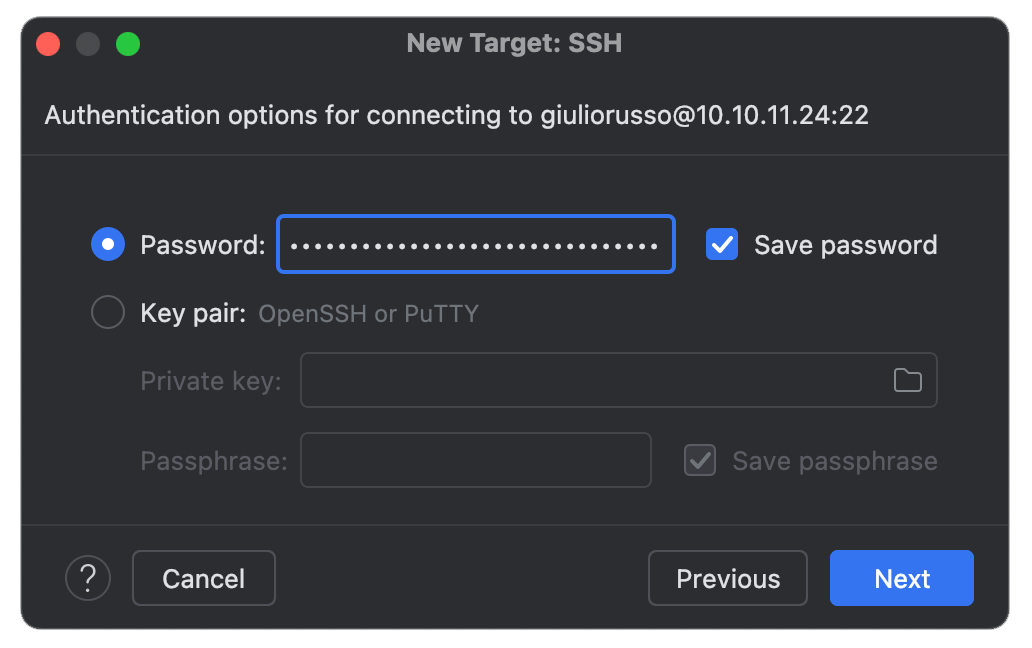 New Target: SSH
Authentication options for connecting to giuliorusso@10.10.11.24:22
Password: ••••••••••••••••••••••••••••••• Save password
Key pair: OpenSSH or PuTTY
Private key:
Passphrase: Save passphrase
? Cancel Previous Next